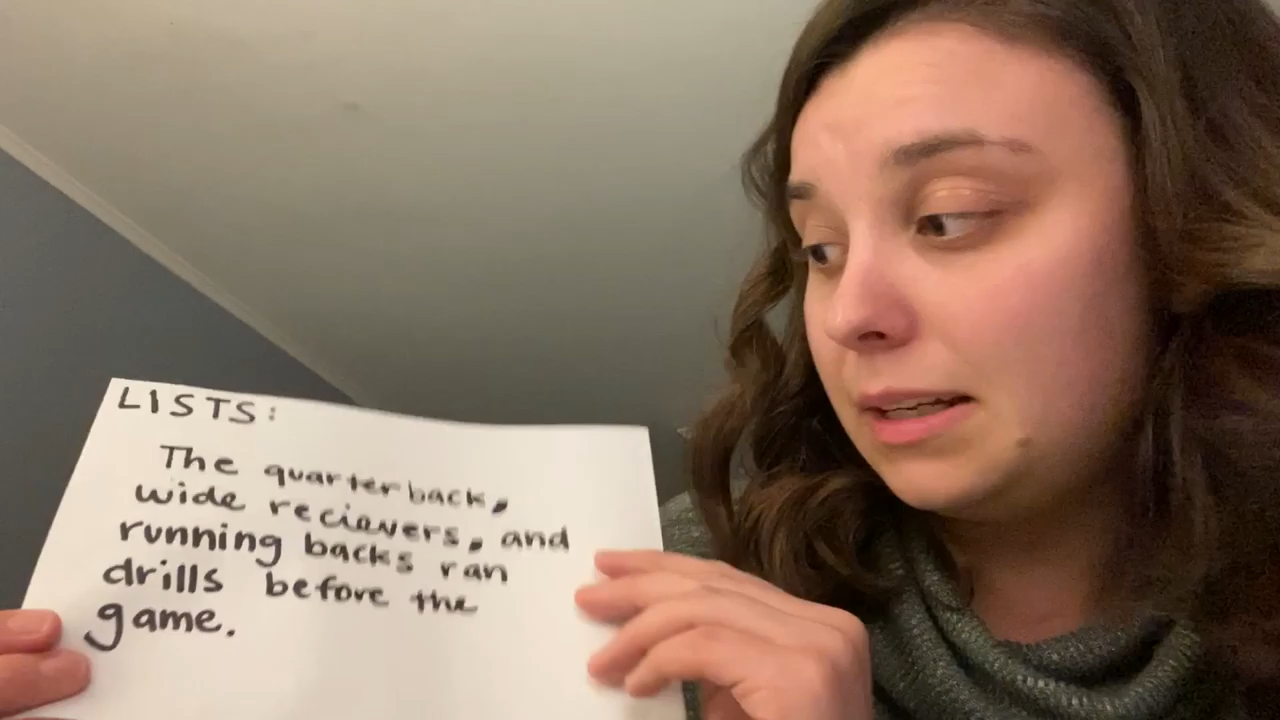 LISTS:
The quarterback,
wide recievers, and
running backs ran
drills before the
game.